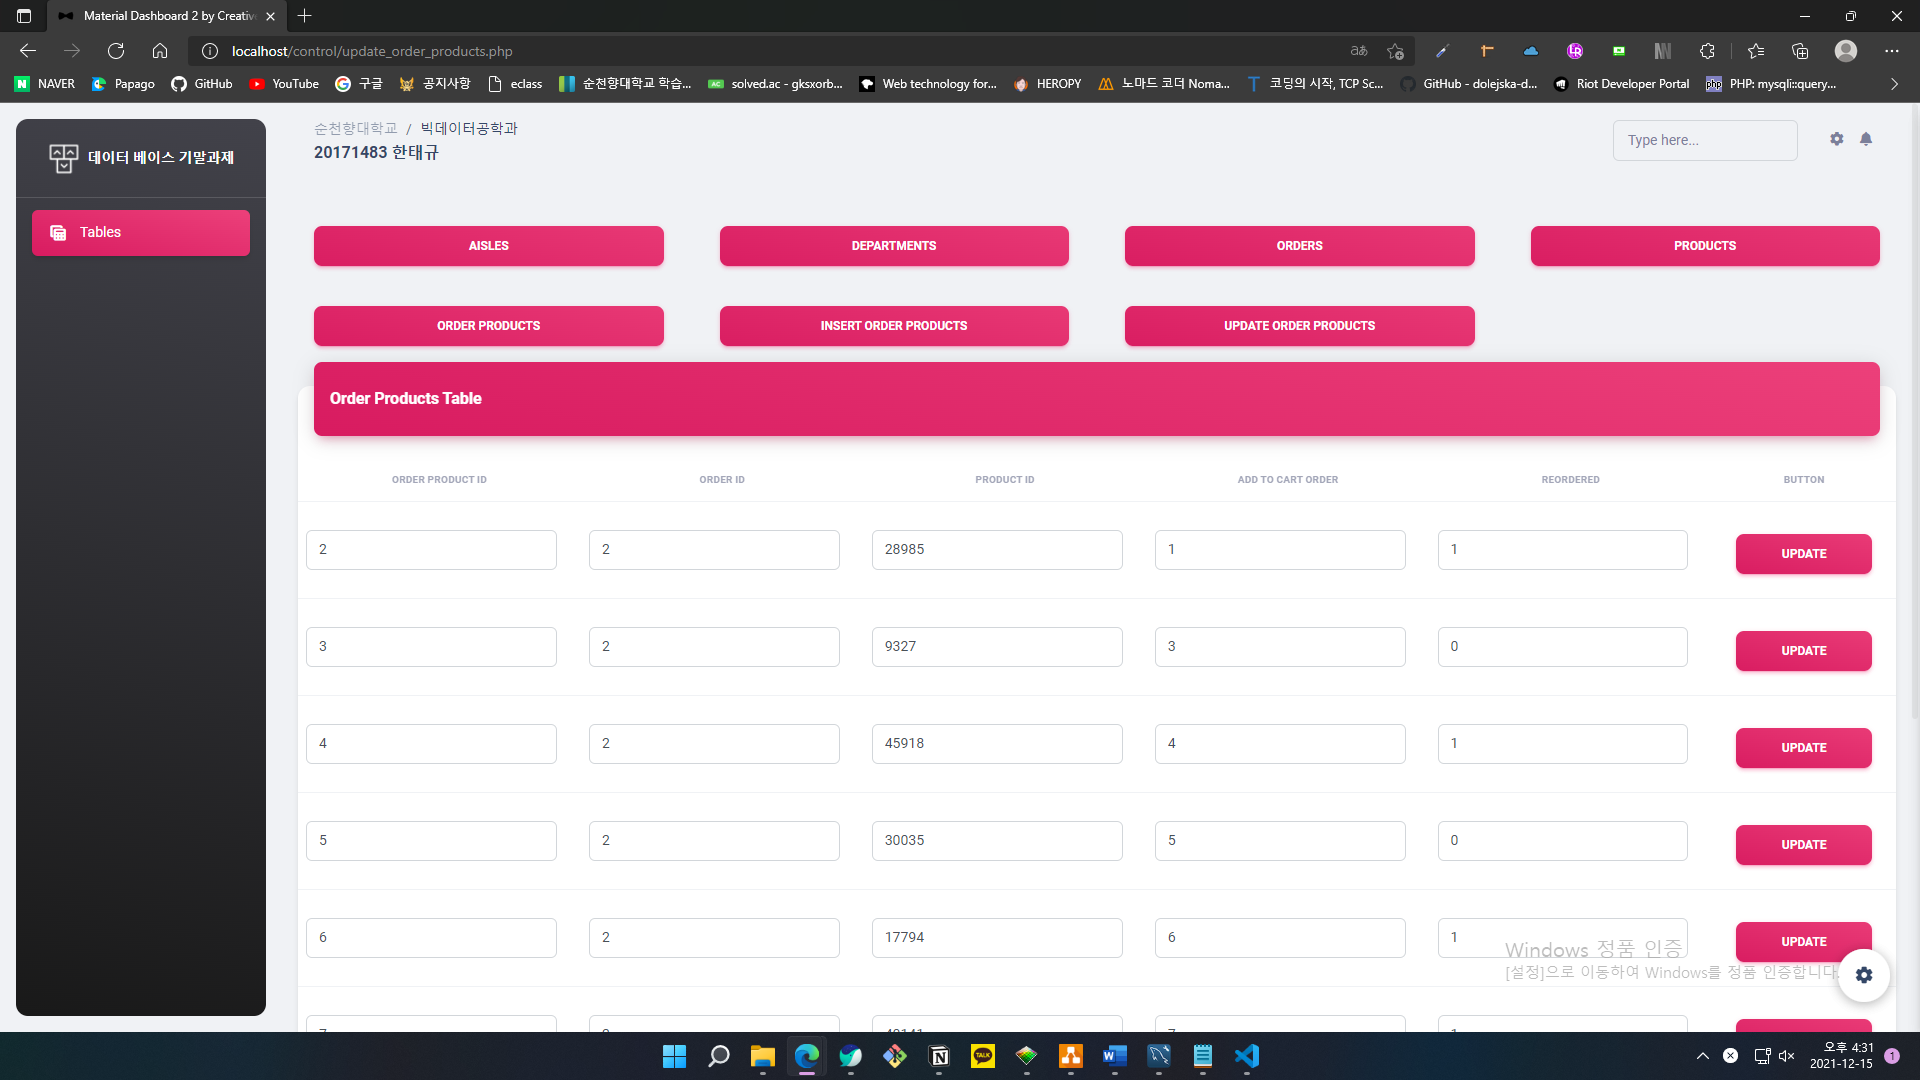 Material Dashboard 2 by Creativ
localhost/control/update_order_products.php
NAVER
Papago
GitHub
YouTube
구글
공지사항
eclass
순천향대학교 학습...
solved.ac - gksxorb...
Web technology for...
HEROPY
노마드 코더 Noma...
코딩의 시작, TCP Sc...
GitHub - dolejska-d...
Riot Developer Portal
PHP: mysqli::query...
데이터 베이스 기말과제
Tables
순천향대학교 / 빅데이터공학과
20171483 한태규
Type here...
AISLES
DEPARTMENTS
ORDERS
PRODUCTS
ORDER PRODUCTS
INSERT ORDER PRODUCTS
UPDATE ORDER PRODUCTS
Order Products Table
ORDER PRODUCT ID ORDER ID PRODUCT ID ADD TO CART ORDER REORDERED BUTTON
2 2 28985 1 1 UPDATE
3 2 9327 3 0 UPDATE
4 2 45918 4 1 UPDATE
5 2 30035 5 0 UPDATE
6 2 17794 6 1 UPDATE
Windows 정품 인증
[설정]으로 이동하여 Windows를 정품 인증합니다.
오후 4:31
2021-12-15
1